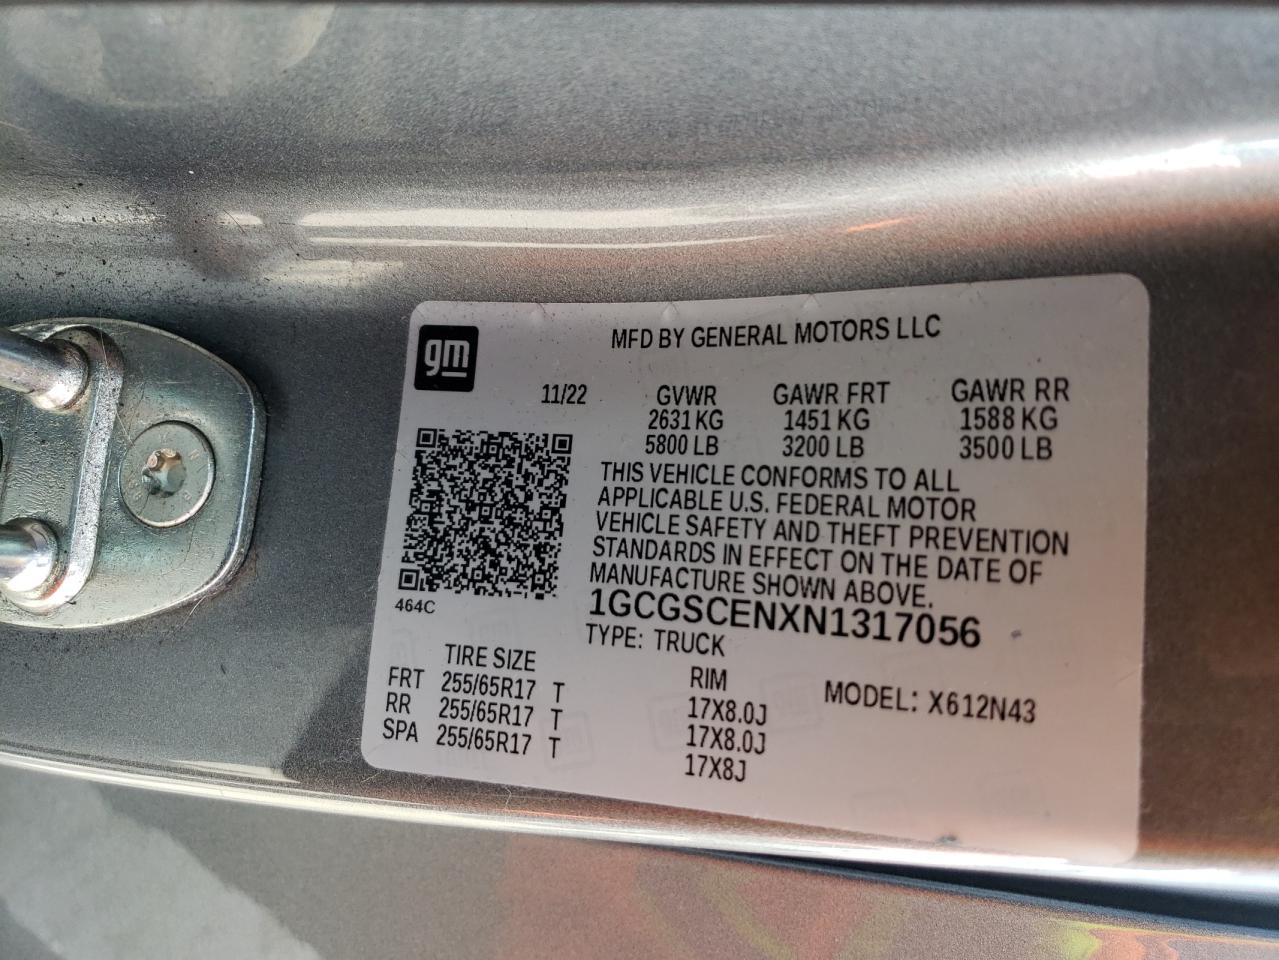 gm
MFD BY GENERAL MOTORS LLC
11/22 GVWR GAWR FRT GAWR RR
2631 KG 1451 KG 1588 KG
5800 LB 3200 LB 3500 LB
THIS VEHICLE CONFORMS TO ALL
APPLICABLE U.S. FEDERAL MOTOR
VEHICLE SAFETY AND THEFT PREVENTION
STANDARDS IN EFFECT ON THE DATE OF
MANUFACTURE SHOWN ABOVE.
464C
1GCGSCENXN1317056
TYPE: TRUCK
TIRE SIZE RIM MODEL: X612N43
FRT 255/65R17 T 17X8.0J
RR 255/65R17 T 17X8.0J
SPA 255/65R17 T 17X8J